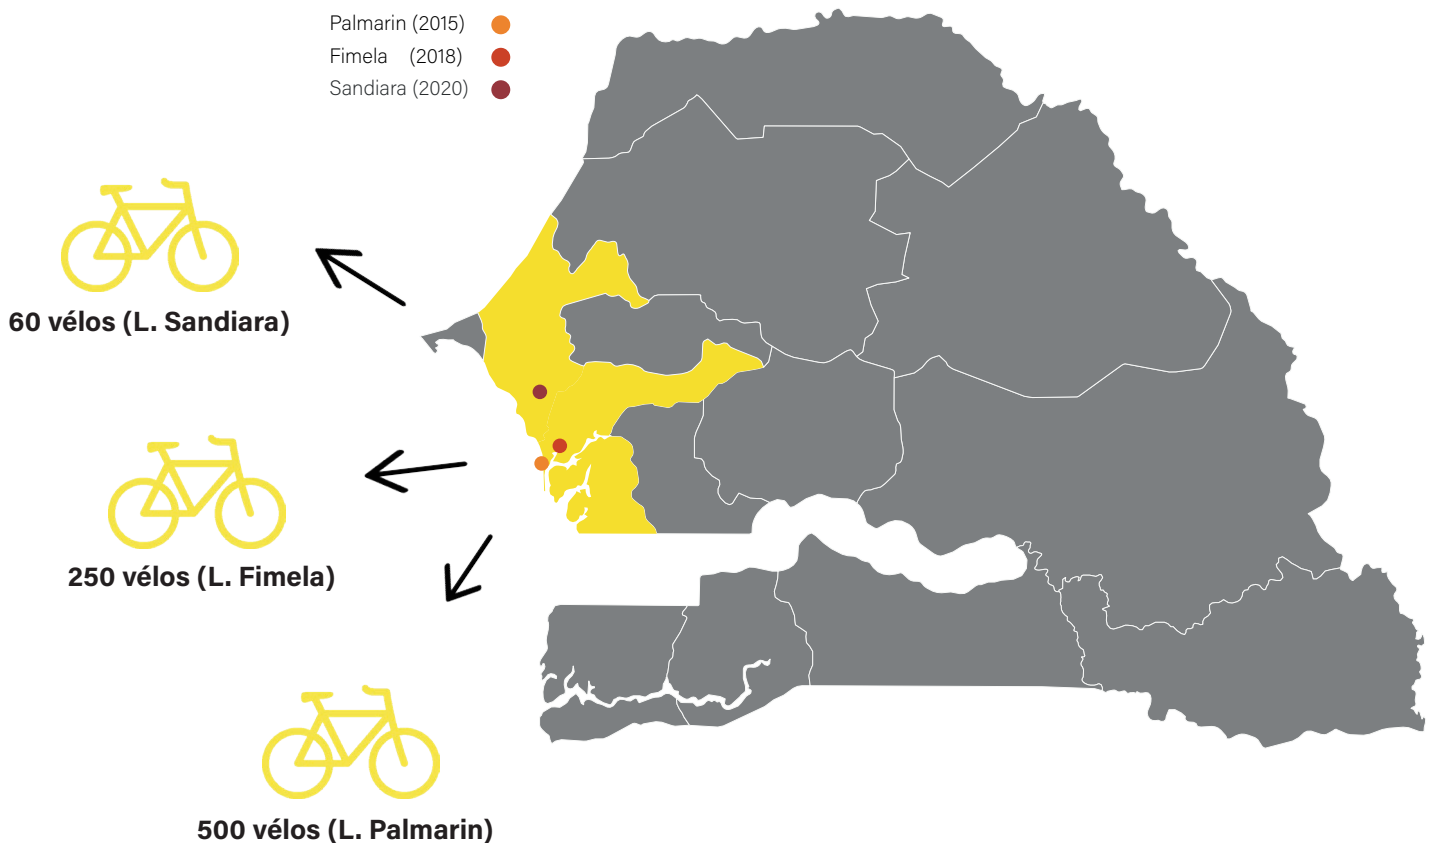 Palmarin (2015)
Fimela (2018)
Sandiara (2020)
60 vélos (L. Sandiara)
250 vélos (L. Fimela)
500 vélos (L. Palmarin)